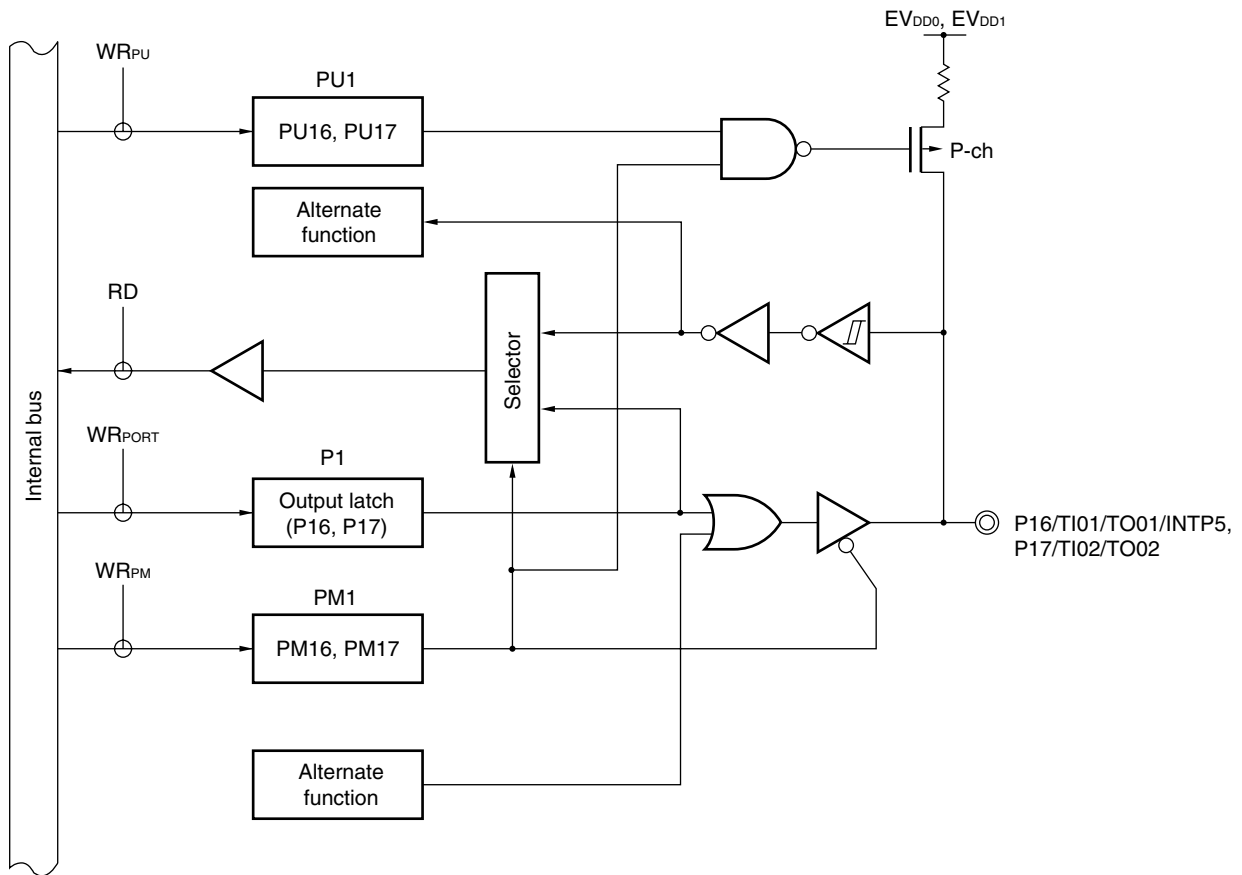 EVDD0, EVDD1
WRPU
PU1
PU16, PU17
P-ch
Alternate
function
RD
Selector
Internal bus
WRPORT
P1
Output latch
(P16, P17)
P16/TI01/TO01/INTP5,
P17/TI02/TO02
WRPM
PM1
PM16, PM17
Alternate
function